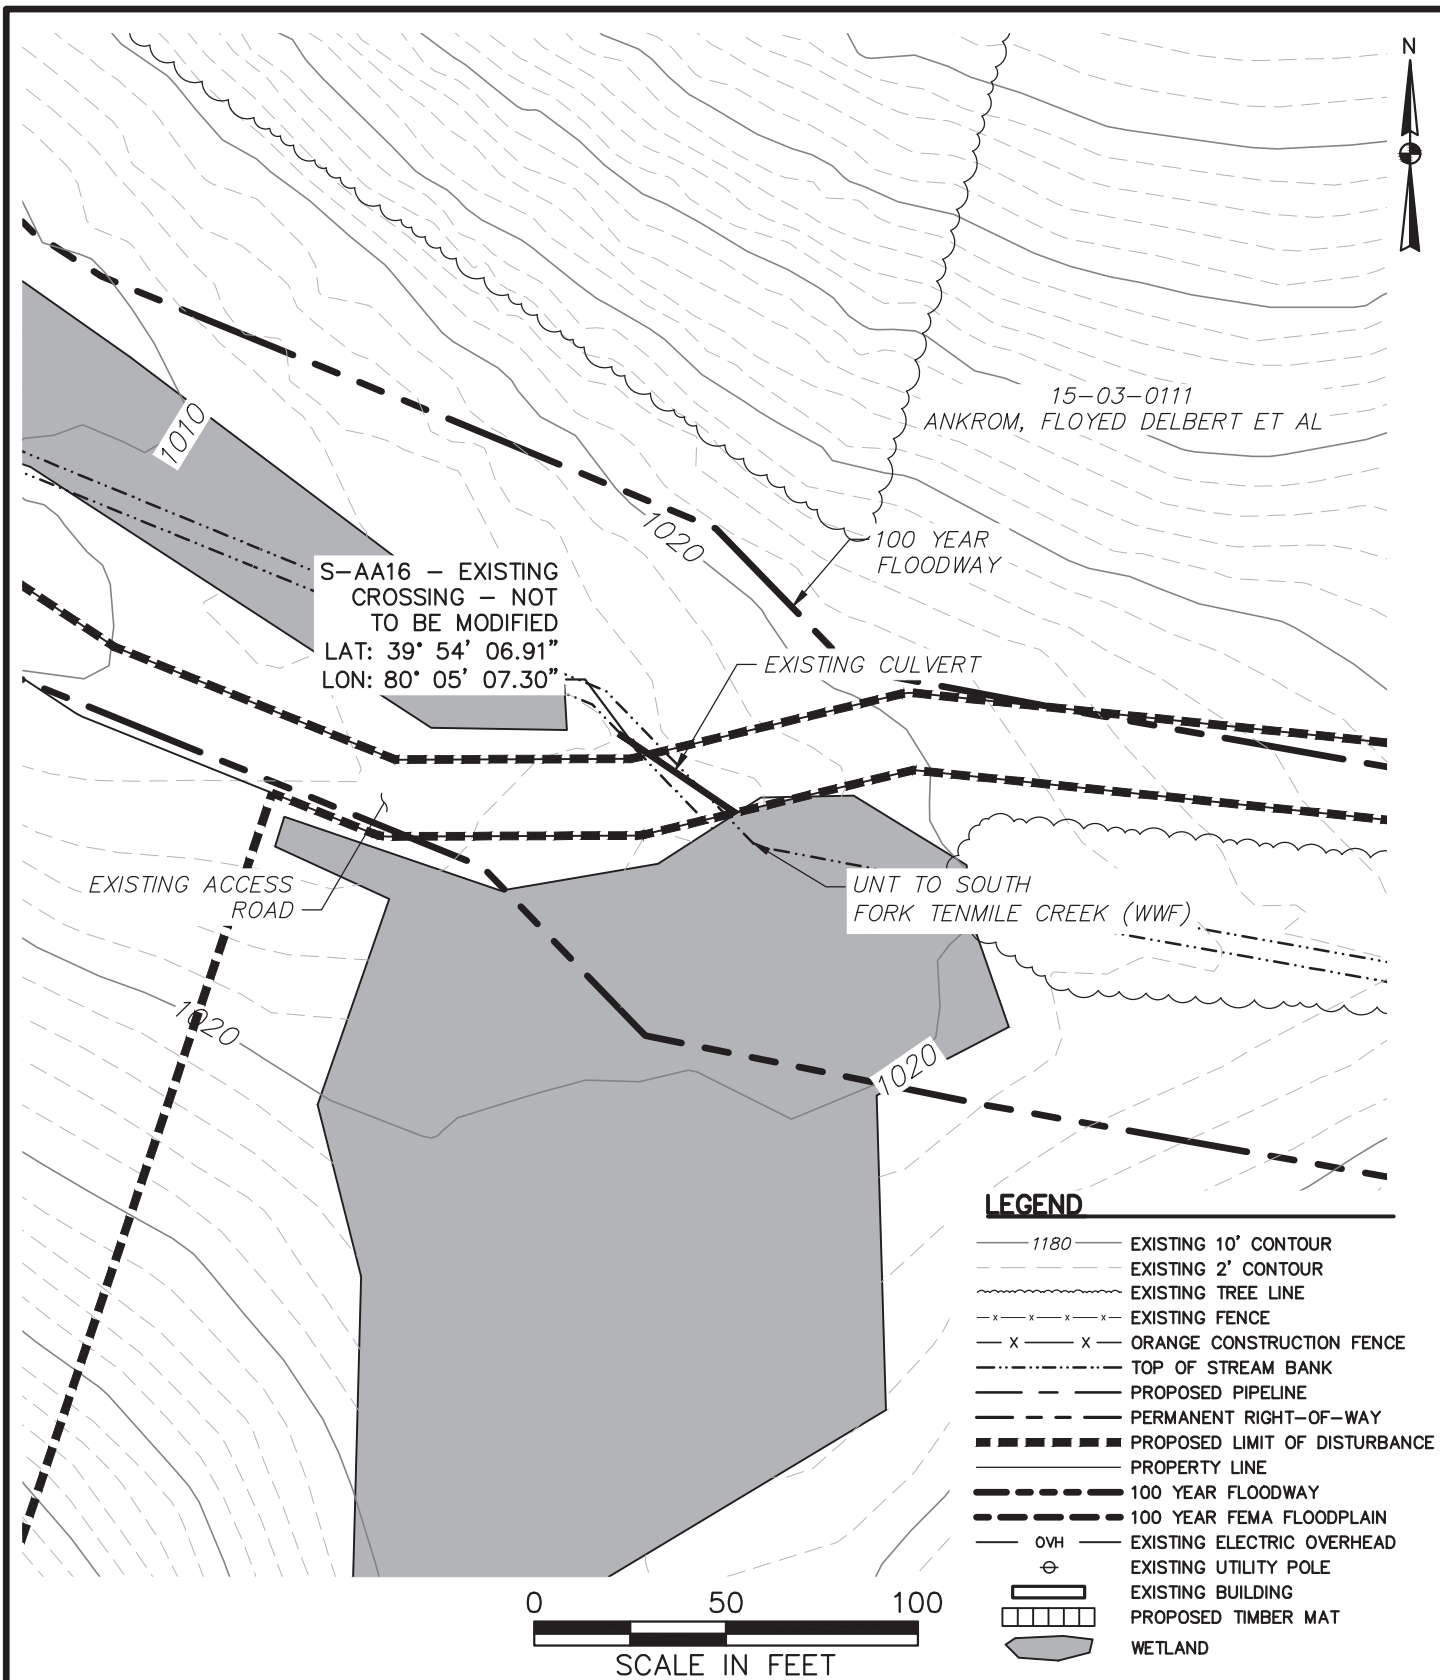 N
15-03-0111
ANKROM, FLOYED DELBERT ET AL
1010
1020
100 YEAR
FLOODWAY
S-AA16 - EXISTING
CROSSING - NOT
TO BE MODIFIED
LAT: 39° 54' 06.91"
LON: 80° 05' 07.30"
EXISTING CULVERT
EXISTING ACCESS
ROAD
UNT TO SOUTH
FORK TENMILE CREEK (WWF)
1020
1020
LEGEND
1180 EXISTING 10' CONTOUR
EXISTING 2' CONTOUR
EXISTING TREE LINE
x x x x EXISTING FENCE
X X ORANGE CONSTRUCTION FENCE
TOP OF STREAM BANK
PROPOSED PIPELINE
PERMANENT RIGHT-OF-WAY
PROPOSED LIMIT OF DISTURBANCE
PROPERTY LINE
100 YEAR FLOODWAY
100 YEAR FEMA FLOODPLAIN
OVH EXISTING ELECTRIC OVERHEAD
EXISTING UTILITY POLE
EXISTING BUILDING
PROPOSED TIMBER MAT
WETLAND
0 50 100
SCALE IN FEET